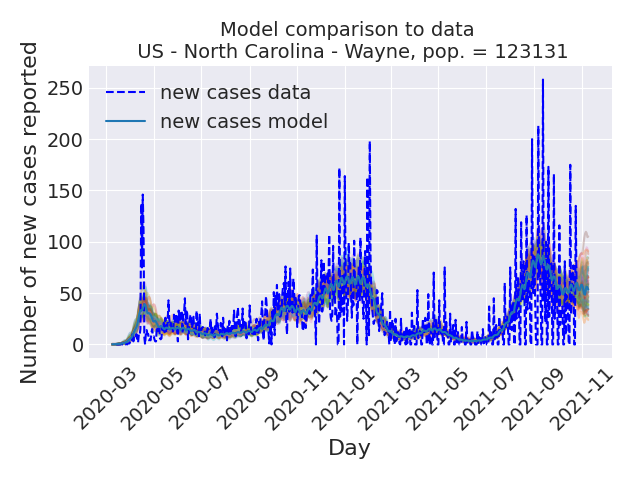 Model comparison to data
US - North Carolina - Wayne, pop. = 123131
Number of new cases reported
250
200
150
100
50
0
new cases data
new cases model
2020-03
2020-05
2020-07
2020-09
2020-11
2021-01
2021-03
2021-05
2021-07
2021-09
2021-11
Day